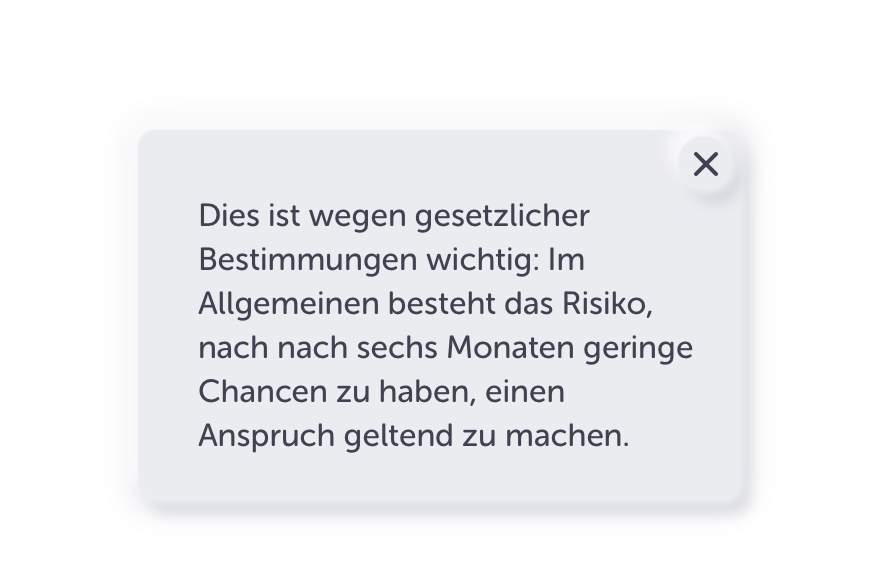 Dies ist wegen gesetzlicher
Bestimmungen wichtig: Im
Allgemeinen besteht das Risiko,
nach nach sechs Monaten geringe
Chancen zu haben, einen
Anspruch geltend zu machen.